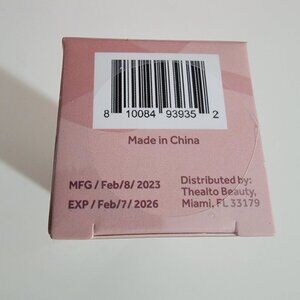 8 10084 93935 2
Made in China
MFG / Feb/8/ 2023
EXP / Feb/7/ 2026
Distributed by:
Thealto Beauty,
Miami, FL 33179